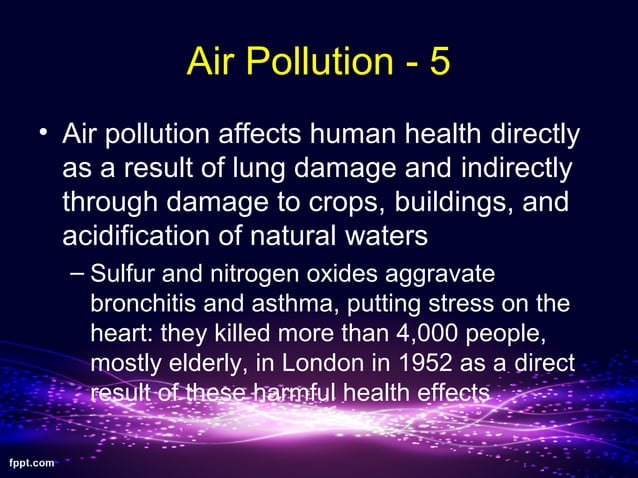 Air Pollution - 5
• Air pollution affects human health directly
as a result of lung damage and indirectly
through damage to crops, buildings, and
acidification of natural waters
– Sulfur and nitrogen oxides aggravate
bronchitis and asthma, putting stress on the
heart: they killed more than 4,000 people,
mostly elderly, in London in 1952 as a direct
result of these harmful health effects
fppt.com